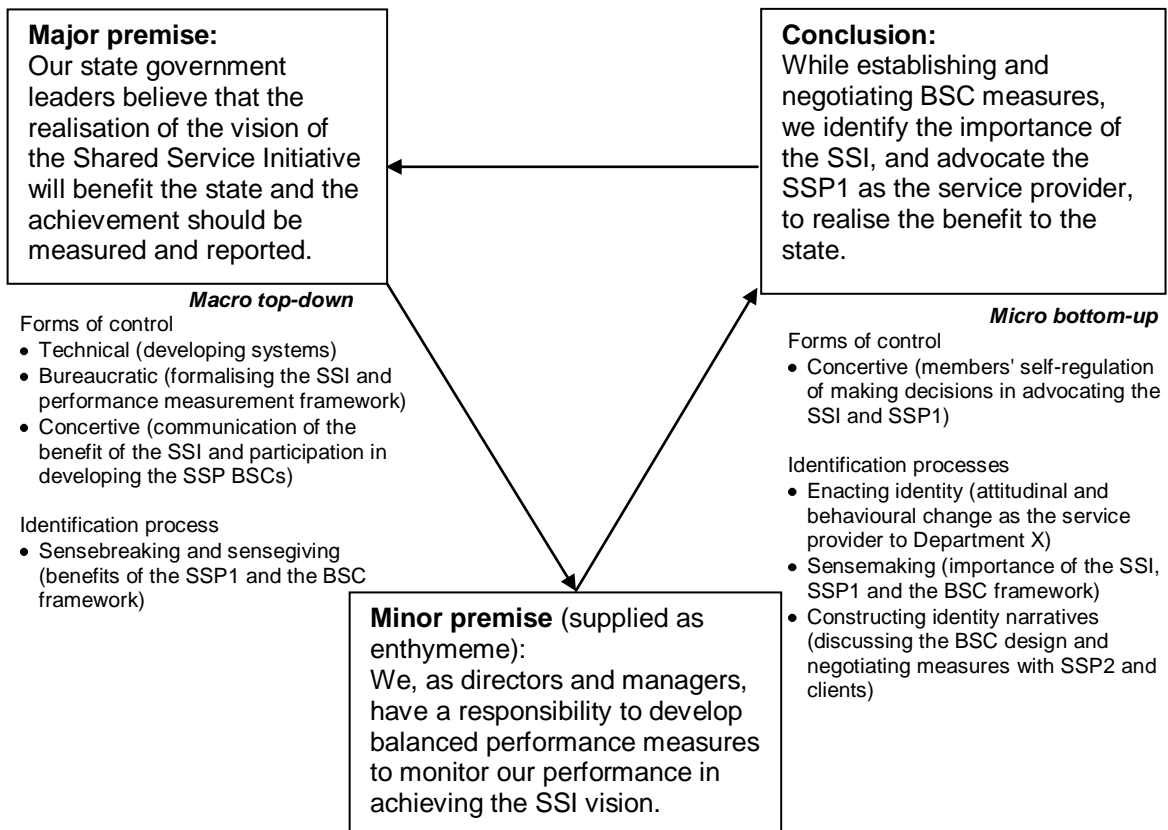 Major premise:
Our state government
leaders believe that the
realisation of the vision of
the Shared Service Initiative
will benefit the state and the
achievement should be
measured and reported.
Macro top-down
Forms of control
• Technical (developing systems)
• Bureaucratic (formalising the SSI and
performance measurement framework)
• Concertive (communication of the
benefit of the SSI and participation in
developing the SSP BSCs)
Identification process
• Sensebreaking and sensegiving
(benefits of the SSP1 and the BSC
framework)
Minor premise (supplied as
enthymeme):
We, as directors and managers,
have a responsibility to develop
balanced performance measures
to monitor our performance in
achieving the SSI vision.
Conclusion:
While establishing and
negotiating BSC measures,
we identify the importance of
the SSI, and advocate the
SSP1 as the service provider,
to realise the benefit to the
state.
Micro bottom-up
Forms of control
• Concertive (members' self-regulation
of making decisions in advocating the
SSI and SSP1)
Identification processes
• Enacting identity (attitudinal and
behavioural change as the service
provider to Department X)
• Sensemaking (importance of the SSI,
SSP1 and the BSC framework)
• Constructing identity narratives
(discussing the BSC design and
negotiating measures with SSP2 and
clients)